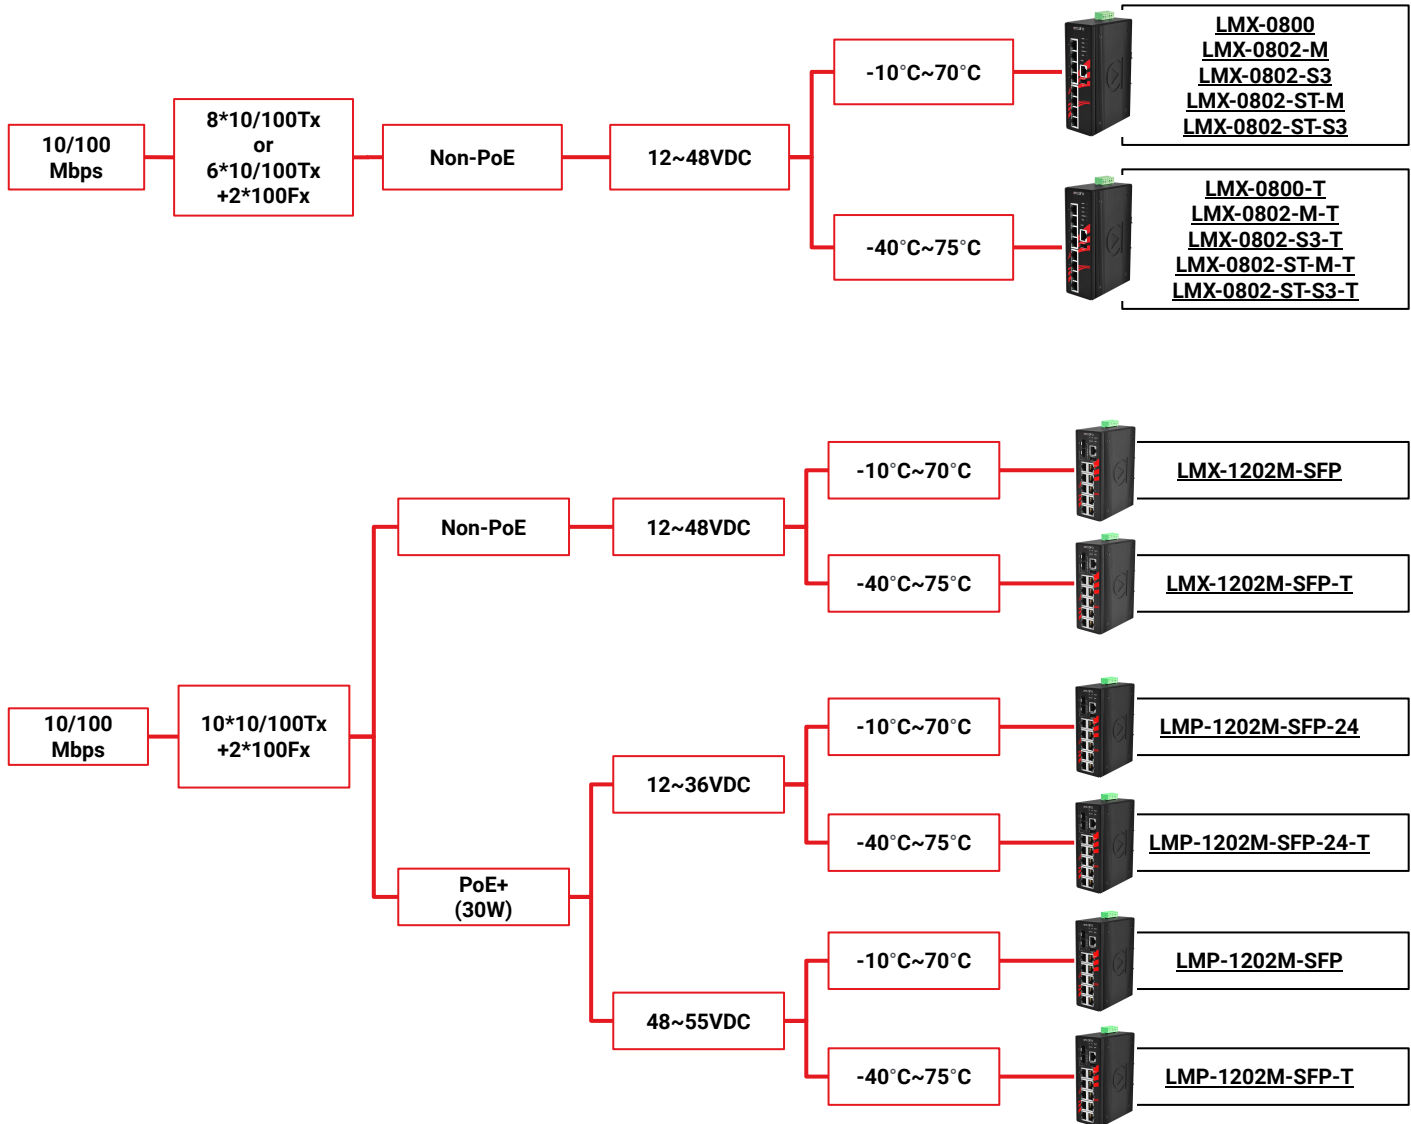 10/100
Mbps
8*10/100Tx
or
6*10/100Tx
+2*100Fx
Non-PoE
12~48VDC
-10°C~70°C
LMX-0800
LMX-0802-M
LMX-0802-S3
LMX-0802-ST-M
LMX-0802-ST-S3
-40°C~75°C
LMX-0800-T
LMX-0802-M-T
LMX-0802-S3-T
LMX-0802-ST-M-T
LMX-0802-ST-S3-T
10/100
Mbps
10*10/100Tx
+2*100Fx
Non-PoE
12~48VDC
-10°C~70°C
LMX-1202M-SFP
-40°C~75°C
LMX-1202M-SFP-T
PoE+
(30W)
12~36VDC
-10°C~70°C
LMP-1202M-SFP-24
-40°C~75°C
LMP-1202M-SFP-24-T
48~55VDC
-10°C~70°C
LMP-1202M-SFP
-40°C~75°C
LMP-1202M-SFP-T